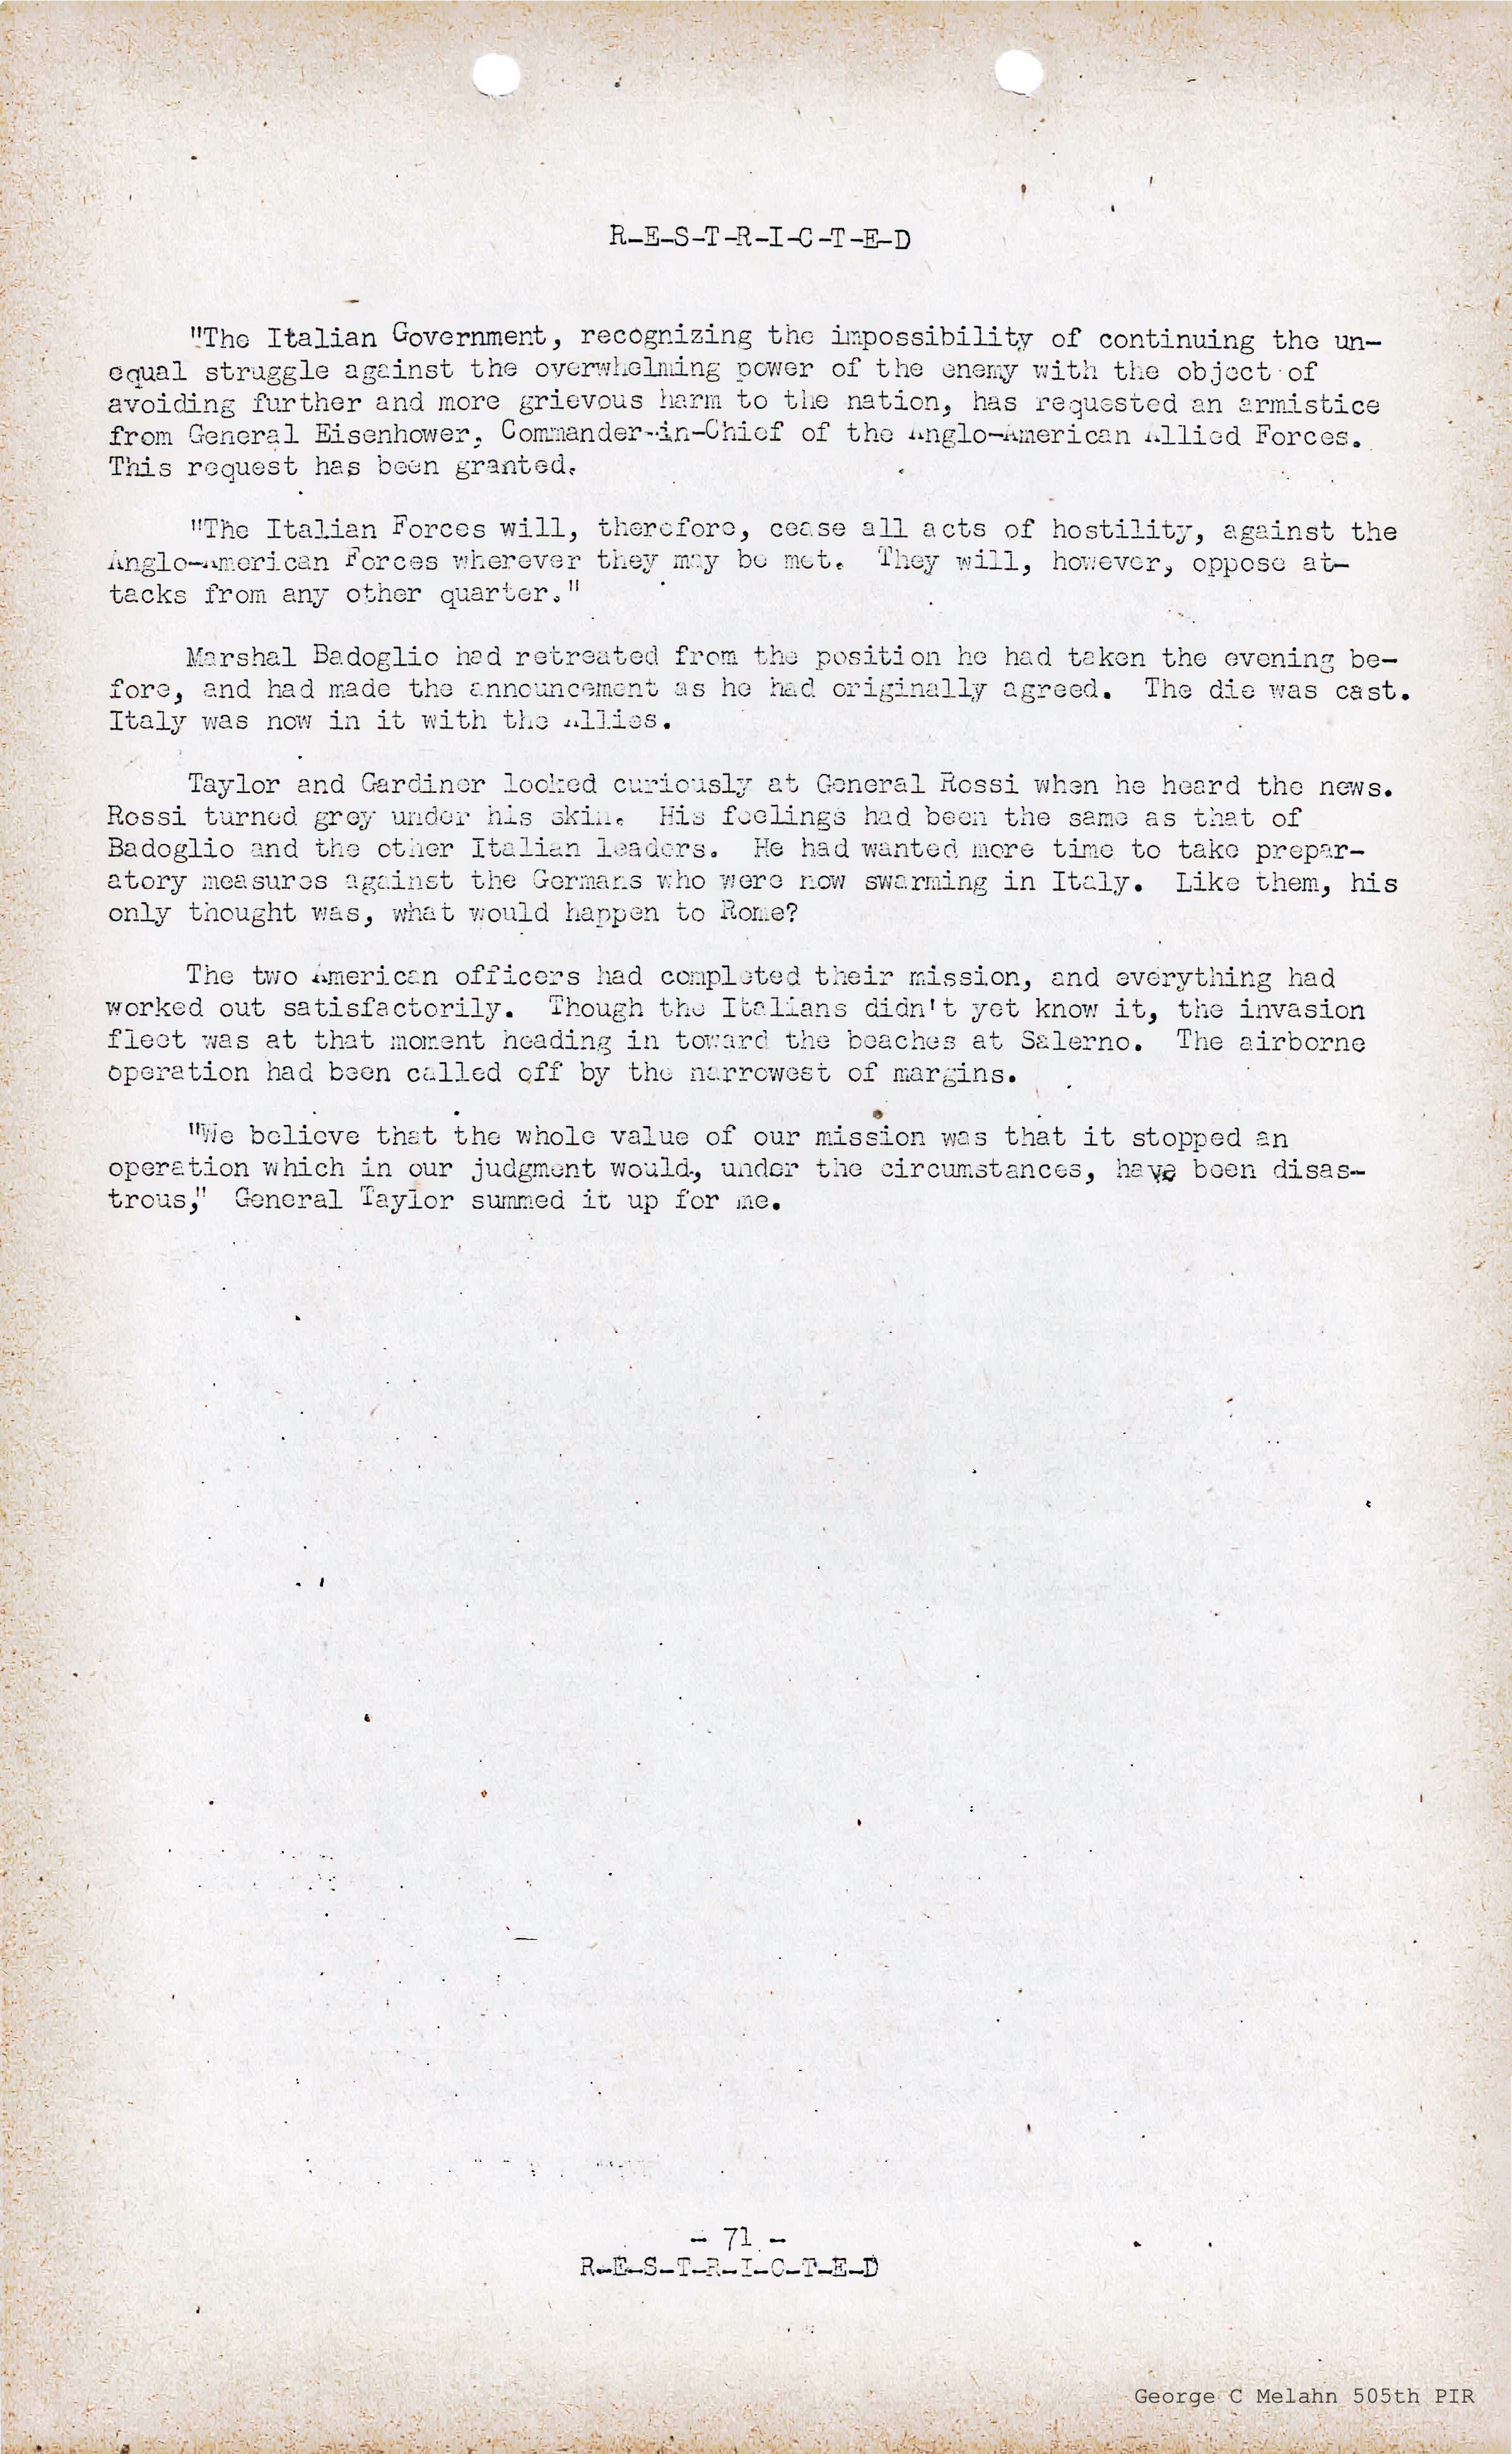 R-E-S-T-R-I-C-T-E-D
"The Italian Government, recognizing the impossibility of continuing the un-
equal struggle against the overwhelming power of the enemy with the object of
avoiding further and more grievous harm to the nation, has requested an armistice
from General Eisenhower, Commander-in-Chief of the Anglo-American Allied Forces.
This request has been granted.
"The Italian Forces will, therefore, cease all acts of hostility, against the
Anglo-American Forces wherever they may be met. They will, however, oppose at-
tacks from any other quarter."
Marshal Badoglio had retreated from the position he had taken the evening be-
fore, and had made the announcement as he had originally agreed. The die was cast.
Italy was now in it with the Allies.
Taylor and Gardiner looked curiously at General Rossi when he heard the news.
Rossi turned grey under his skin. His feelings had been the same as that of
Badoglio and the other Italian leaders. He had wanted more time to take prepar-
atory measures against the Germans who were now swarming in Italy. Like them, his
only thought was, what would happen to Rome?
The two American officers had completed their mission, and everything had
worked out satisfactorily. Though the Italians didn't yet know it, the invasion
fleet was at that moment heading in toward the beaches at Salerno. The airborne
operation had been called off by the narrowest of margins.
"We believe that the whole value of our mission was that it stopped an
operation which in our judgment would, under the circumstances, have been disas-
trous," General Taylor summed it up for me.
- 71 -
R-E-S-T-R-I-C-T-E-D
George C Melahn 505th PIR